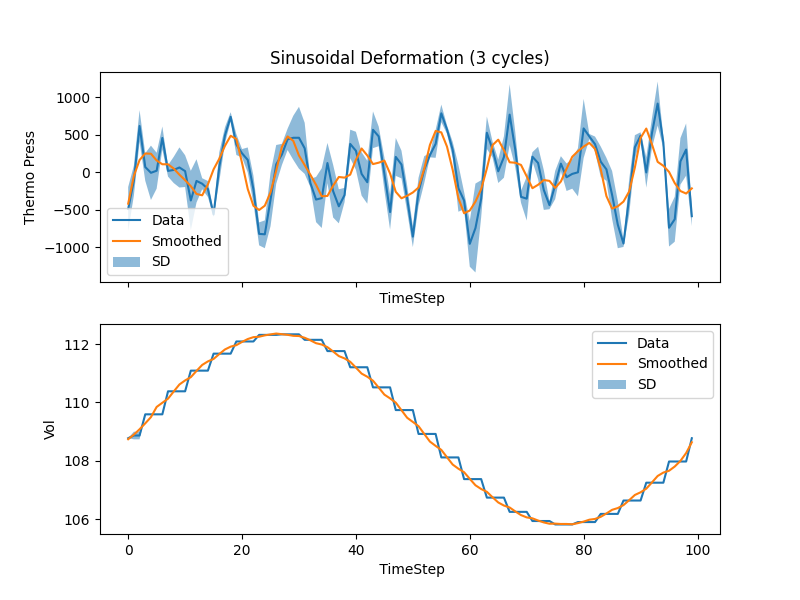 Sinusoidal Deformation (3 cycles)
Thermo Press
1000
500
0
−500
−1000
Data
Smoothed
SD
TimeStep
Vol
112
110
108
106
Data
Smoothed
SD
0
20
40
60
80
100
TimeStep